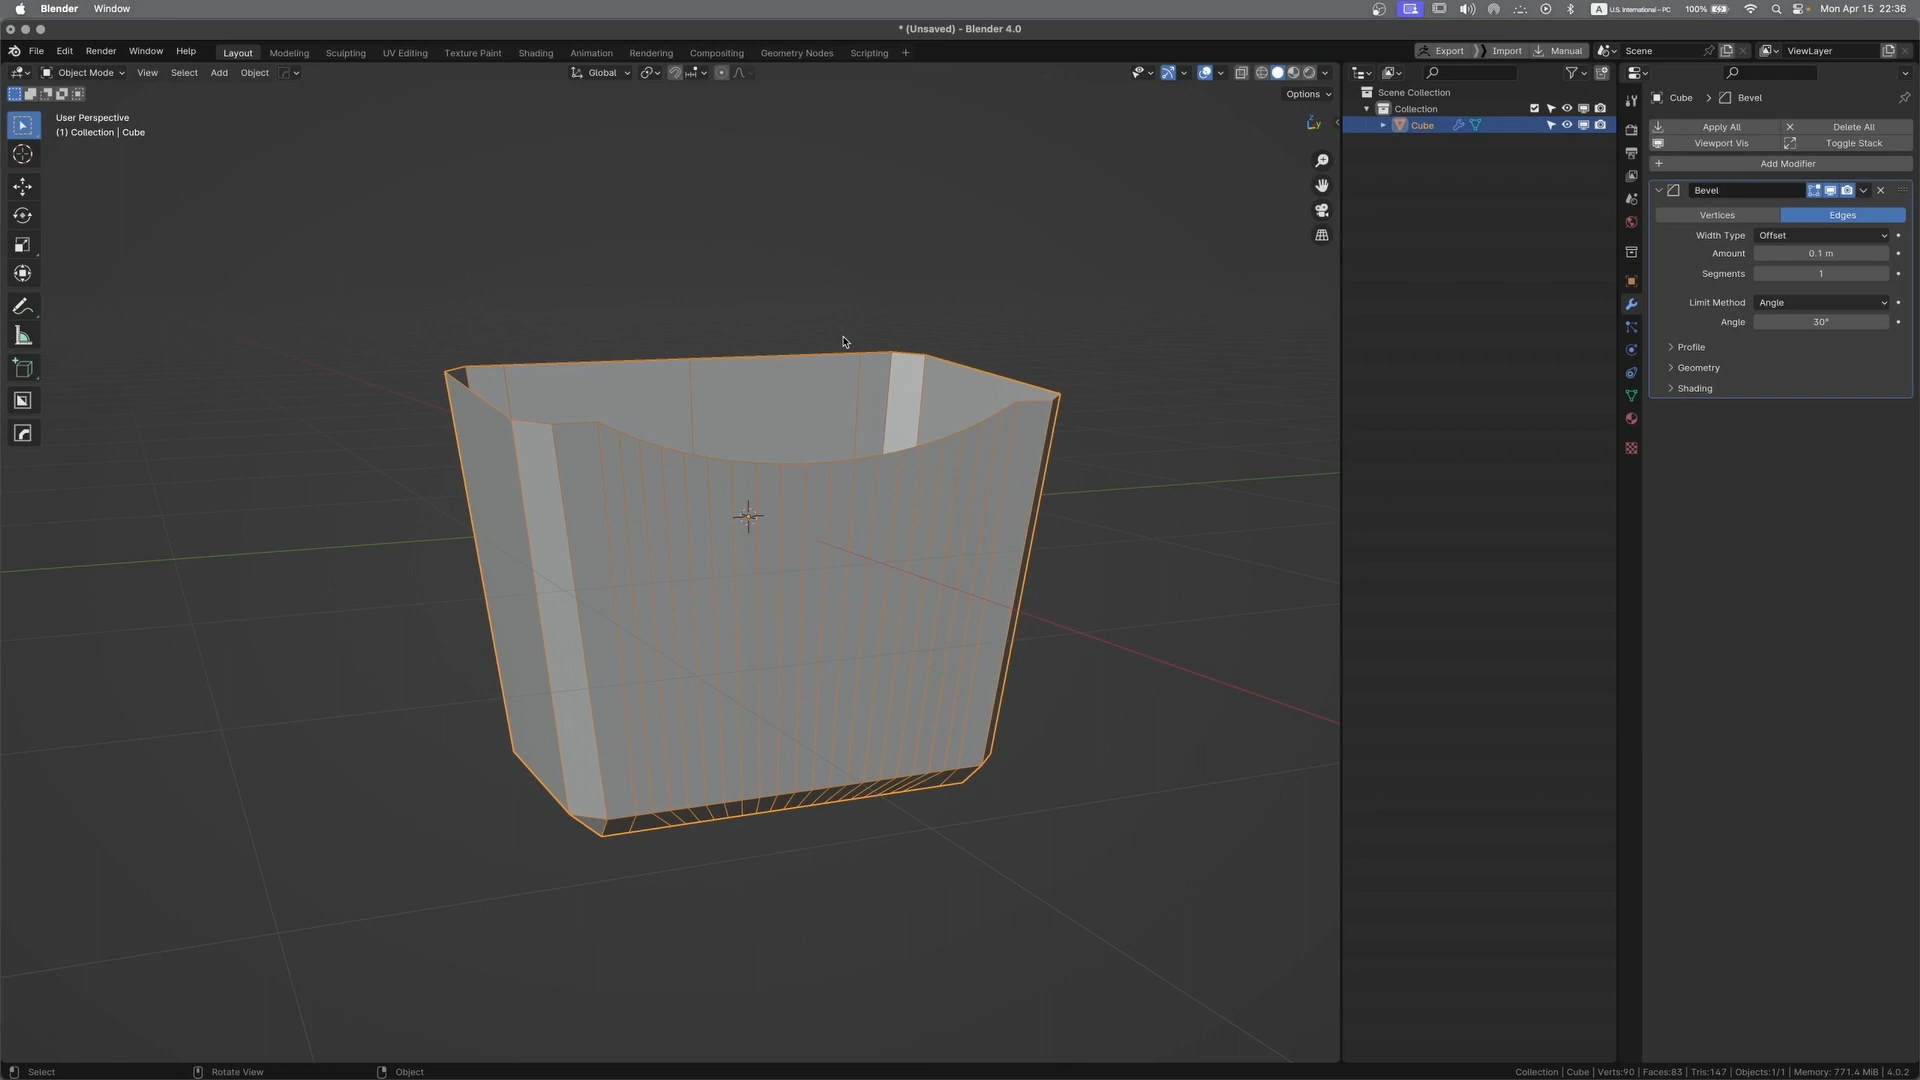 Blender Window
U.S. International – PC 100% Mon Apr 15 22:36
* (Unsaved) - Blender 4.0
File Edit Render Window Help Layout Modeling Sculpting UV Editing Texture Paint Shading Animation Rendering Compositing Geometry Nodes Scripting + Export Import Manual Scene ViewLayer
Object Mode View Select Add Object Global
Options
User Perspective
(1) Collection | Cube
Z
Y
Scene Collection
Collection
Cube
Cube > Bevel
Apply All Delete All
Viewport Vis Toggle Stack
Add Modifier
Bevel
Vertices Edges
Width Type Offset
Amount 0.1 m
Segments 1
Limit Method Angle
Angle 30°
Profile
Geometry
Shading
Select Rotate View Object Collection | Cube | Verts:90 | Faces:83 | Tris:147 | Objects:1/1 | Memory: 771.4 MiB | 4.0.2